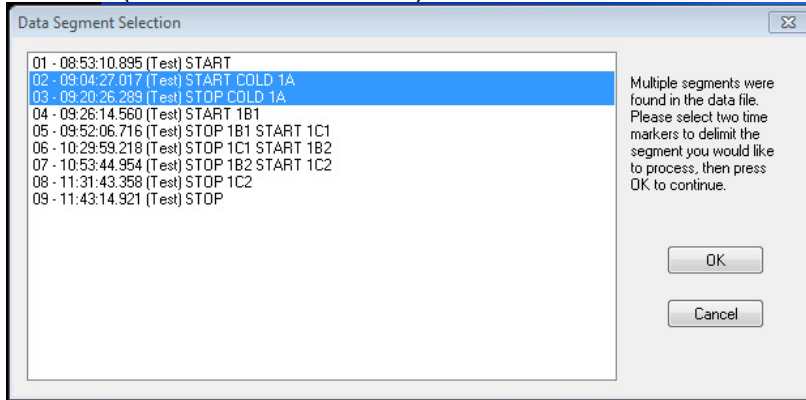 Data Segment Selection
01 - 08:53:10.895 (Test) START
02 - 09:04:27.017 (Test) START COLD 1A
03 - 09:20:26.289 (Test) STOP COLD 1A
04 - 09:26:14.560 (Test) START 1B1
05 - 09:52:06.716 (Test) STOP 1B1 START 1C1
06 - 10:29:59.218 (Test) STOP 1C1 START 1B2
07 - 10:53:44.954 (Test) STOP 1B2 START 1C2
08 - 11:31:43.358 (Test) STOP 1C2
09 - 11:43:14.921 (Test) STOP
Multiple segments were
found in the data file.
Please select two time
markers to delimit the
segment you would like
to process, then press
OK to continue.
OK
Cancel